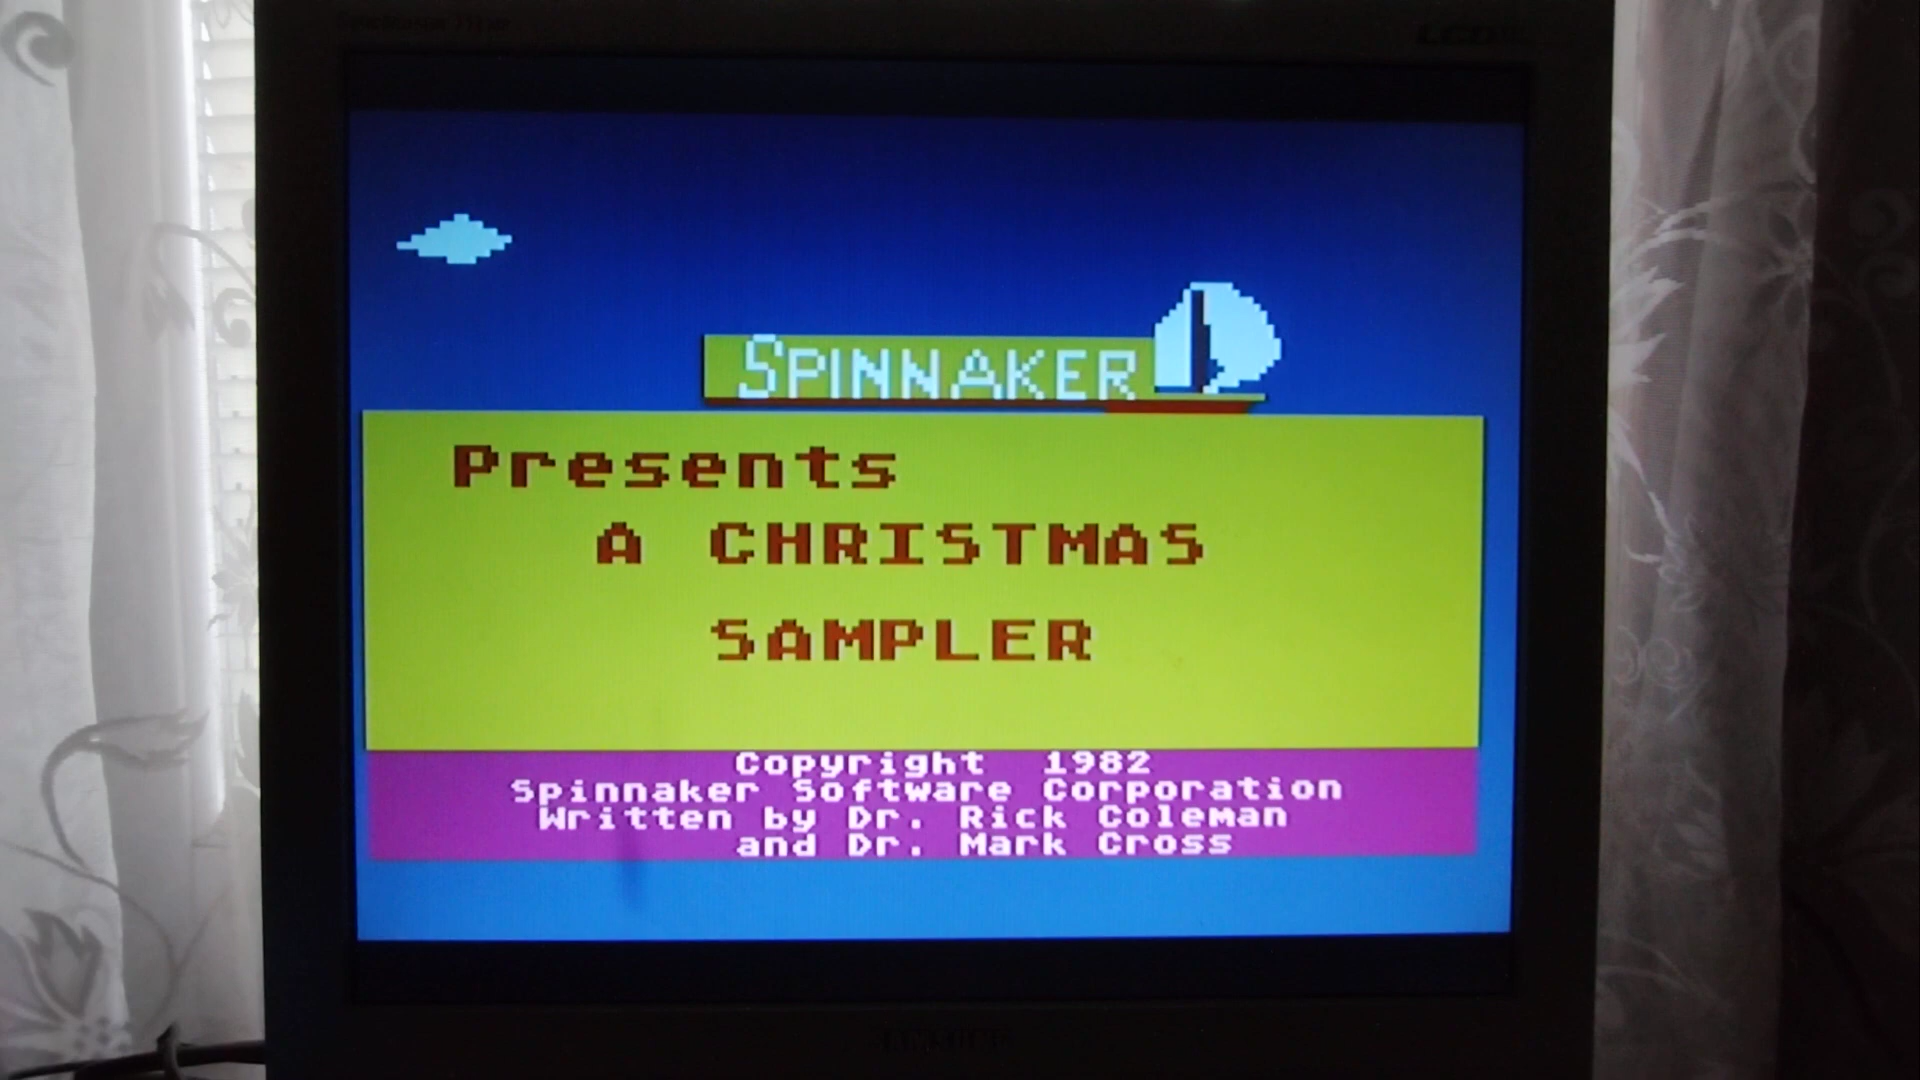 SPINNAKER
Presents
A CHRISTMAS
SAMPLER
Copyright 1982
Spinnaker Software Corporation
Written by Dr. Rick Coleman
and Dr. Mark Cross